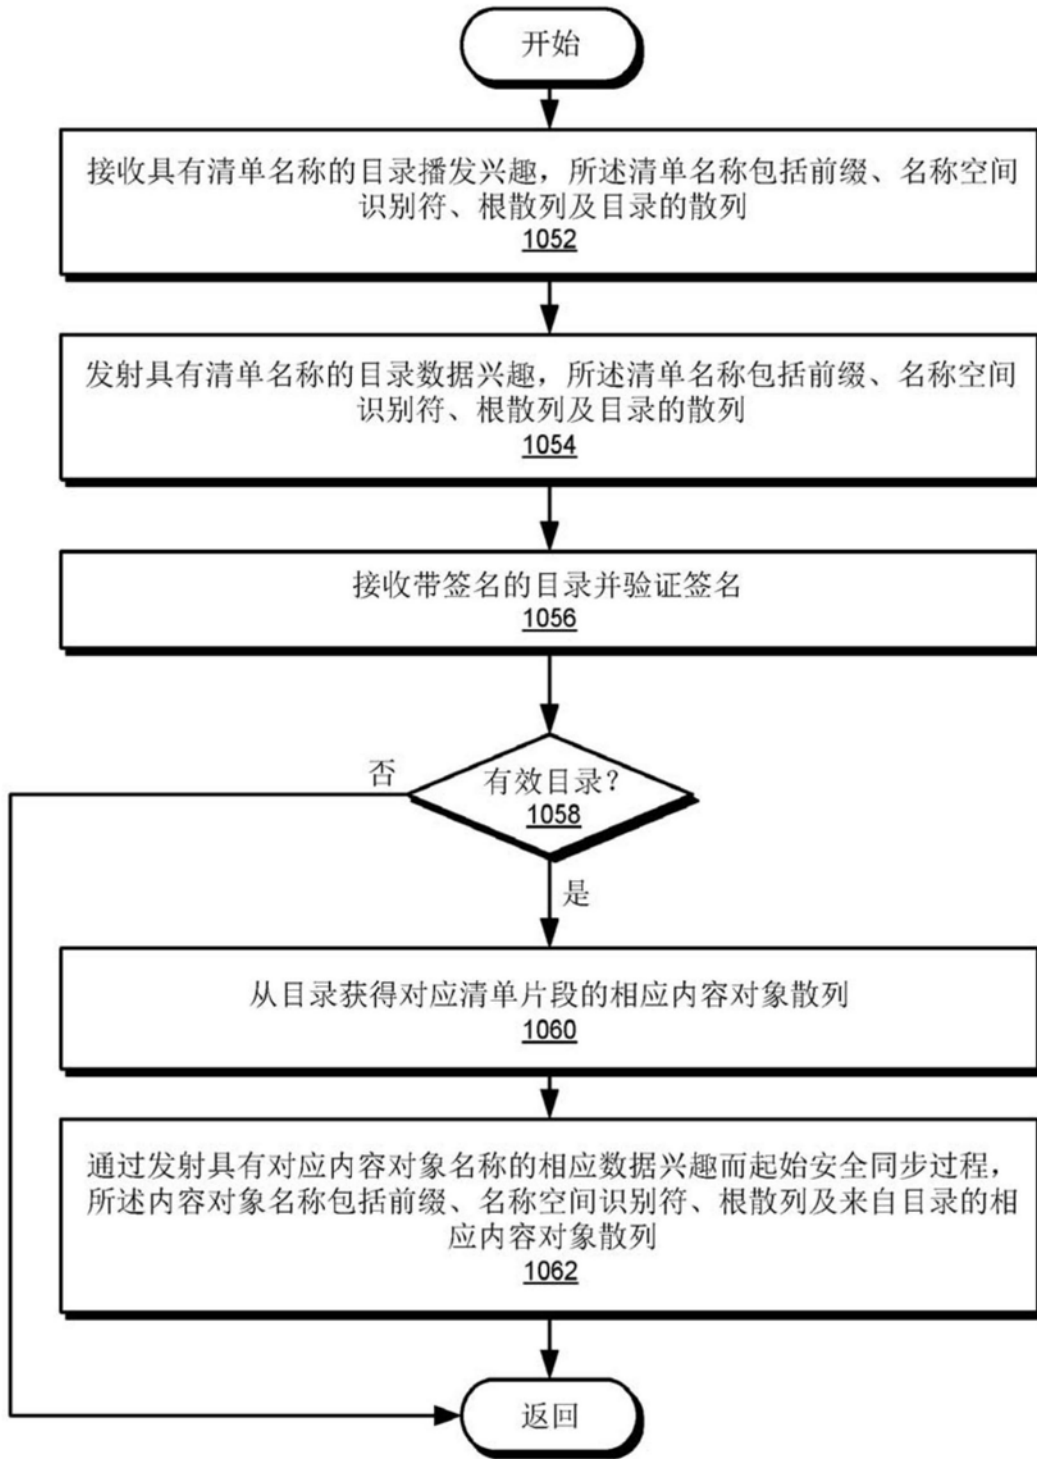 开始
接收具有清单名称的目录播发兴趣，所述清单名称包括前缀、名称空间
识别符、根散列及目录的散列
1052
发射具有清单名称的目录数据兴趣，所述清单名称包括前缀、名称空间
识别符、根散列及目录的散列
1054
接收带签名的目录并验证签名
1056
否
有效目录？
1058
是
从目录获得对应清单片段的相应内容对象散列
1060
通过发射具有对应内容对象名称的相应数据兴趣而起始安全同步过程，
所述内容对象名称包括前缀、名称空间识别符、根散列及来自目录的相
应内容对象散列
1062
返回